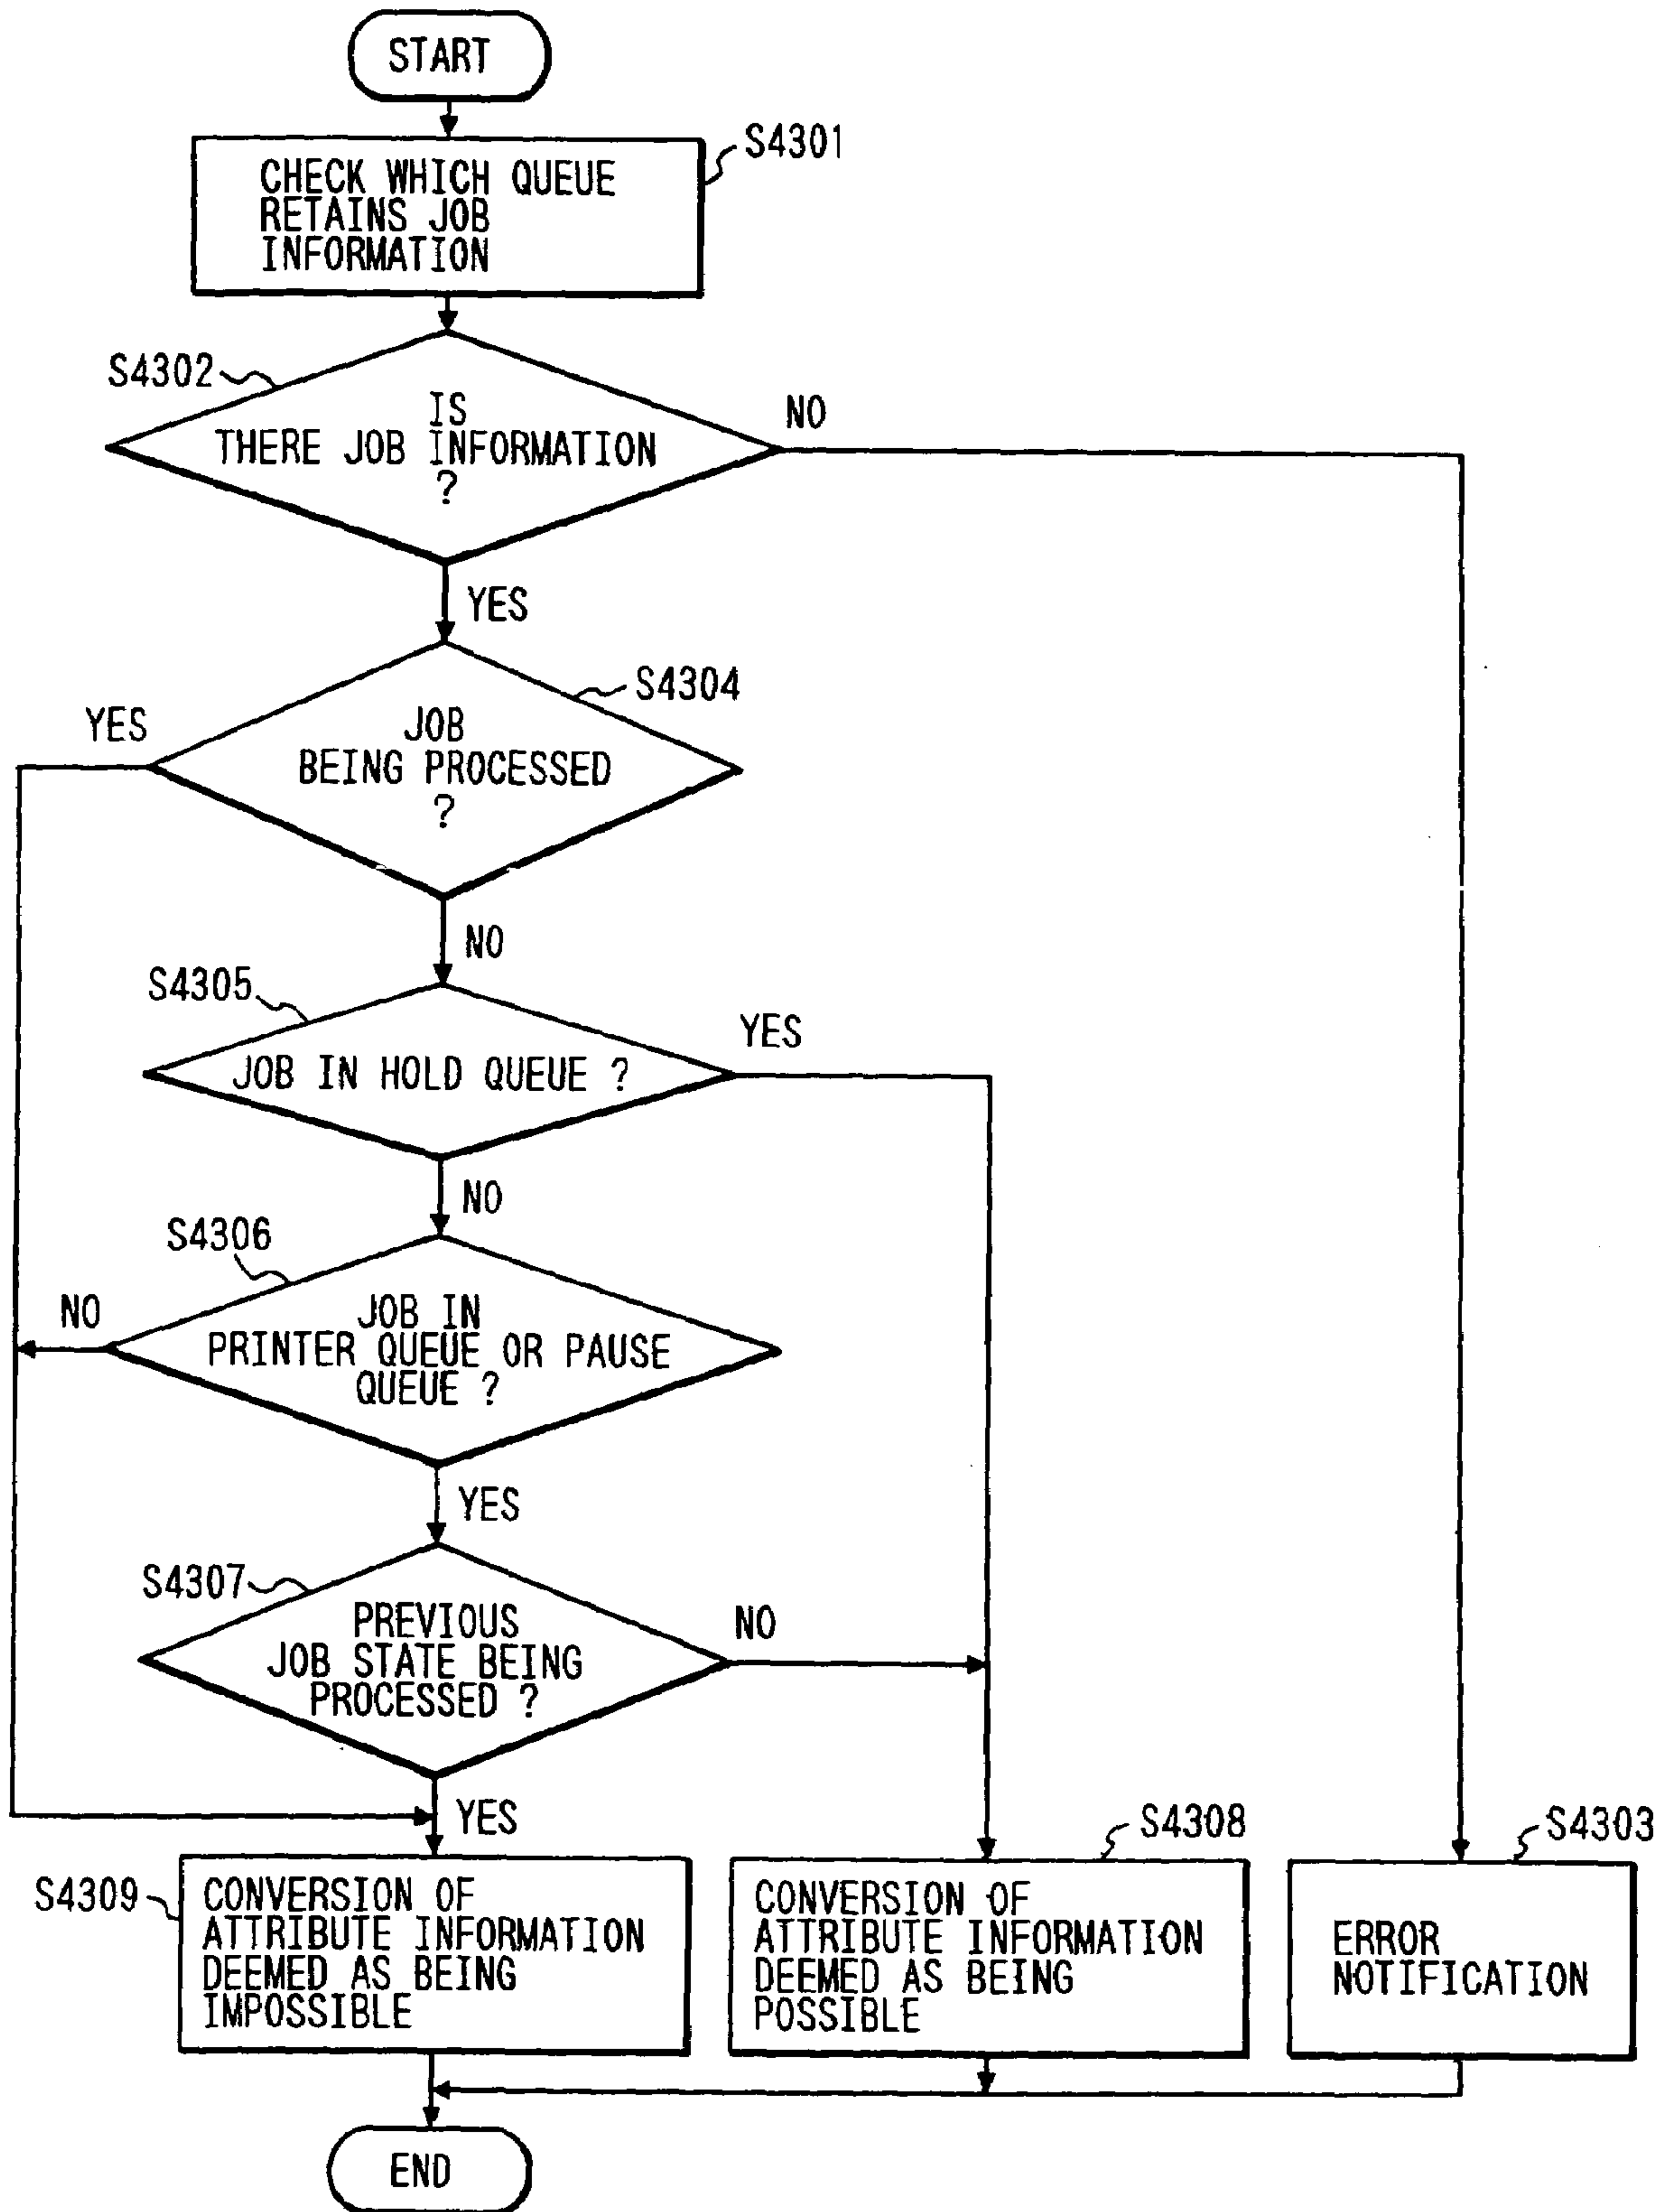 START
S4301
CHECK WHICH QUEUE
RETAINS JOB
INFORMATION
S4302
IS
THERE JOB INFORMATION
?
NO
YES
S4304
YES
JOB
BEING PROCESSED
?
NO
S4305
YES
JOB IN HOLD QUEUE ?
NO
S4306
NO
JOB IN
PRINTER QUEUE OR PAUSE
QUEUE ?
YES
S4307
NO
PREVIOUS
JOB STATE BEING
PROCESSED ?
YES
S4309
CONVERSION OF
ATTRIBUTE INFORMATION
DEEMED AS BEING
IMPOSSIBLE
S4308
CONVERSION OF
ATTRIBUTE INFORMATION
DEEMED AS BEING
POSSIBLE
S4303
ERROR
NOTIFICATION
END